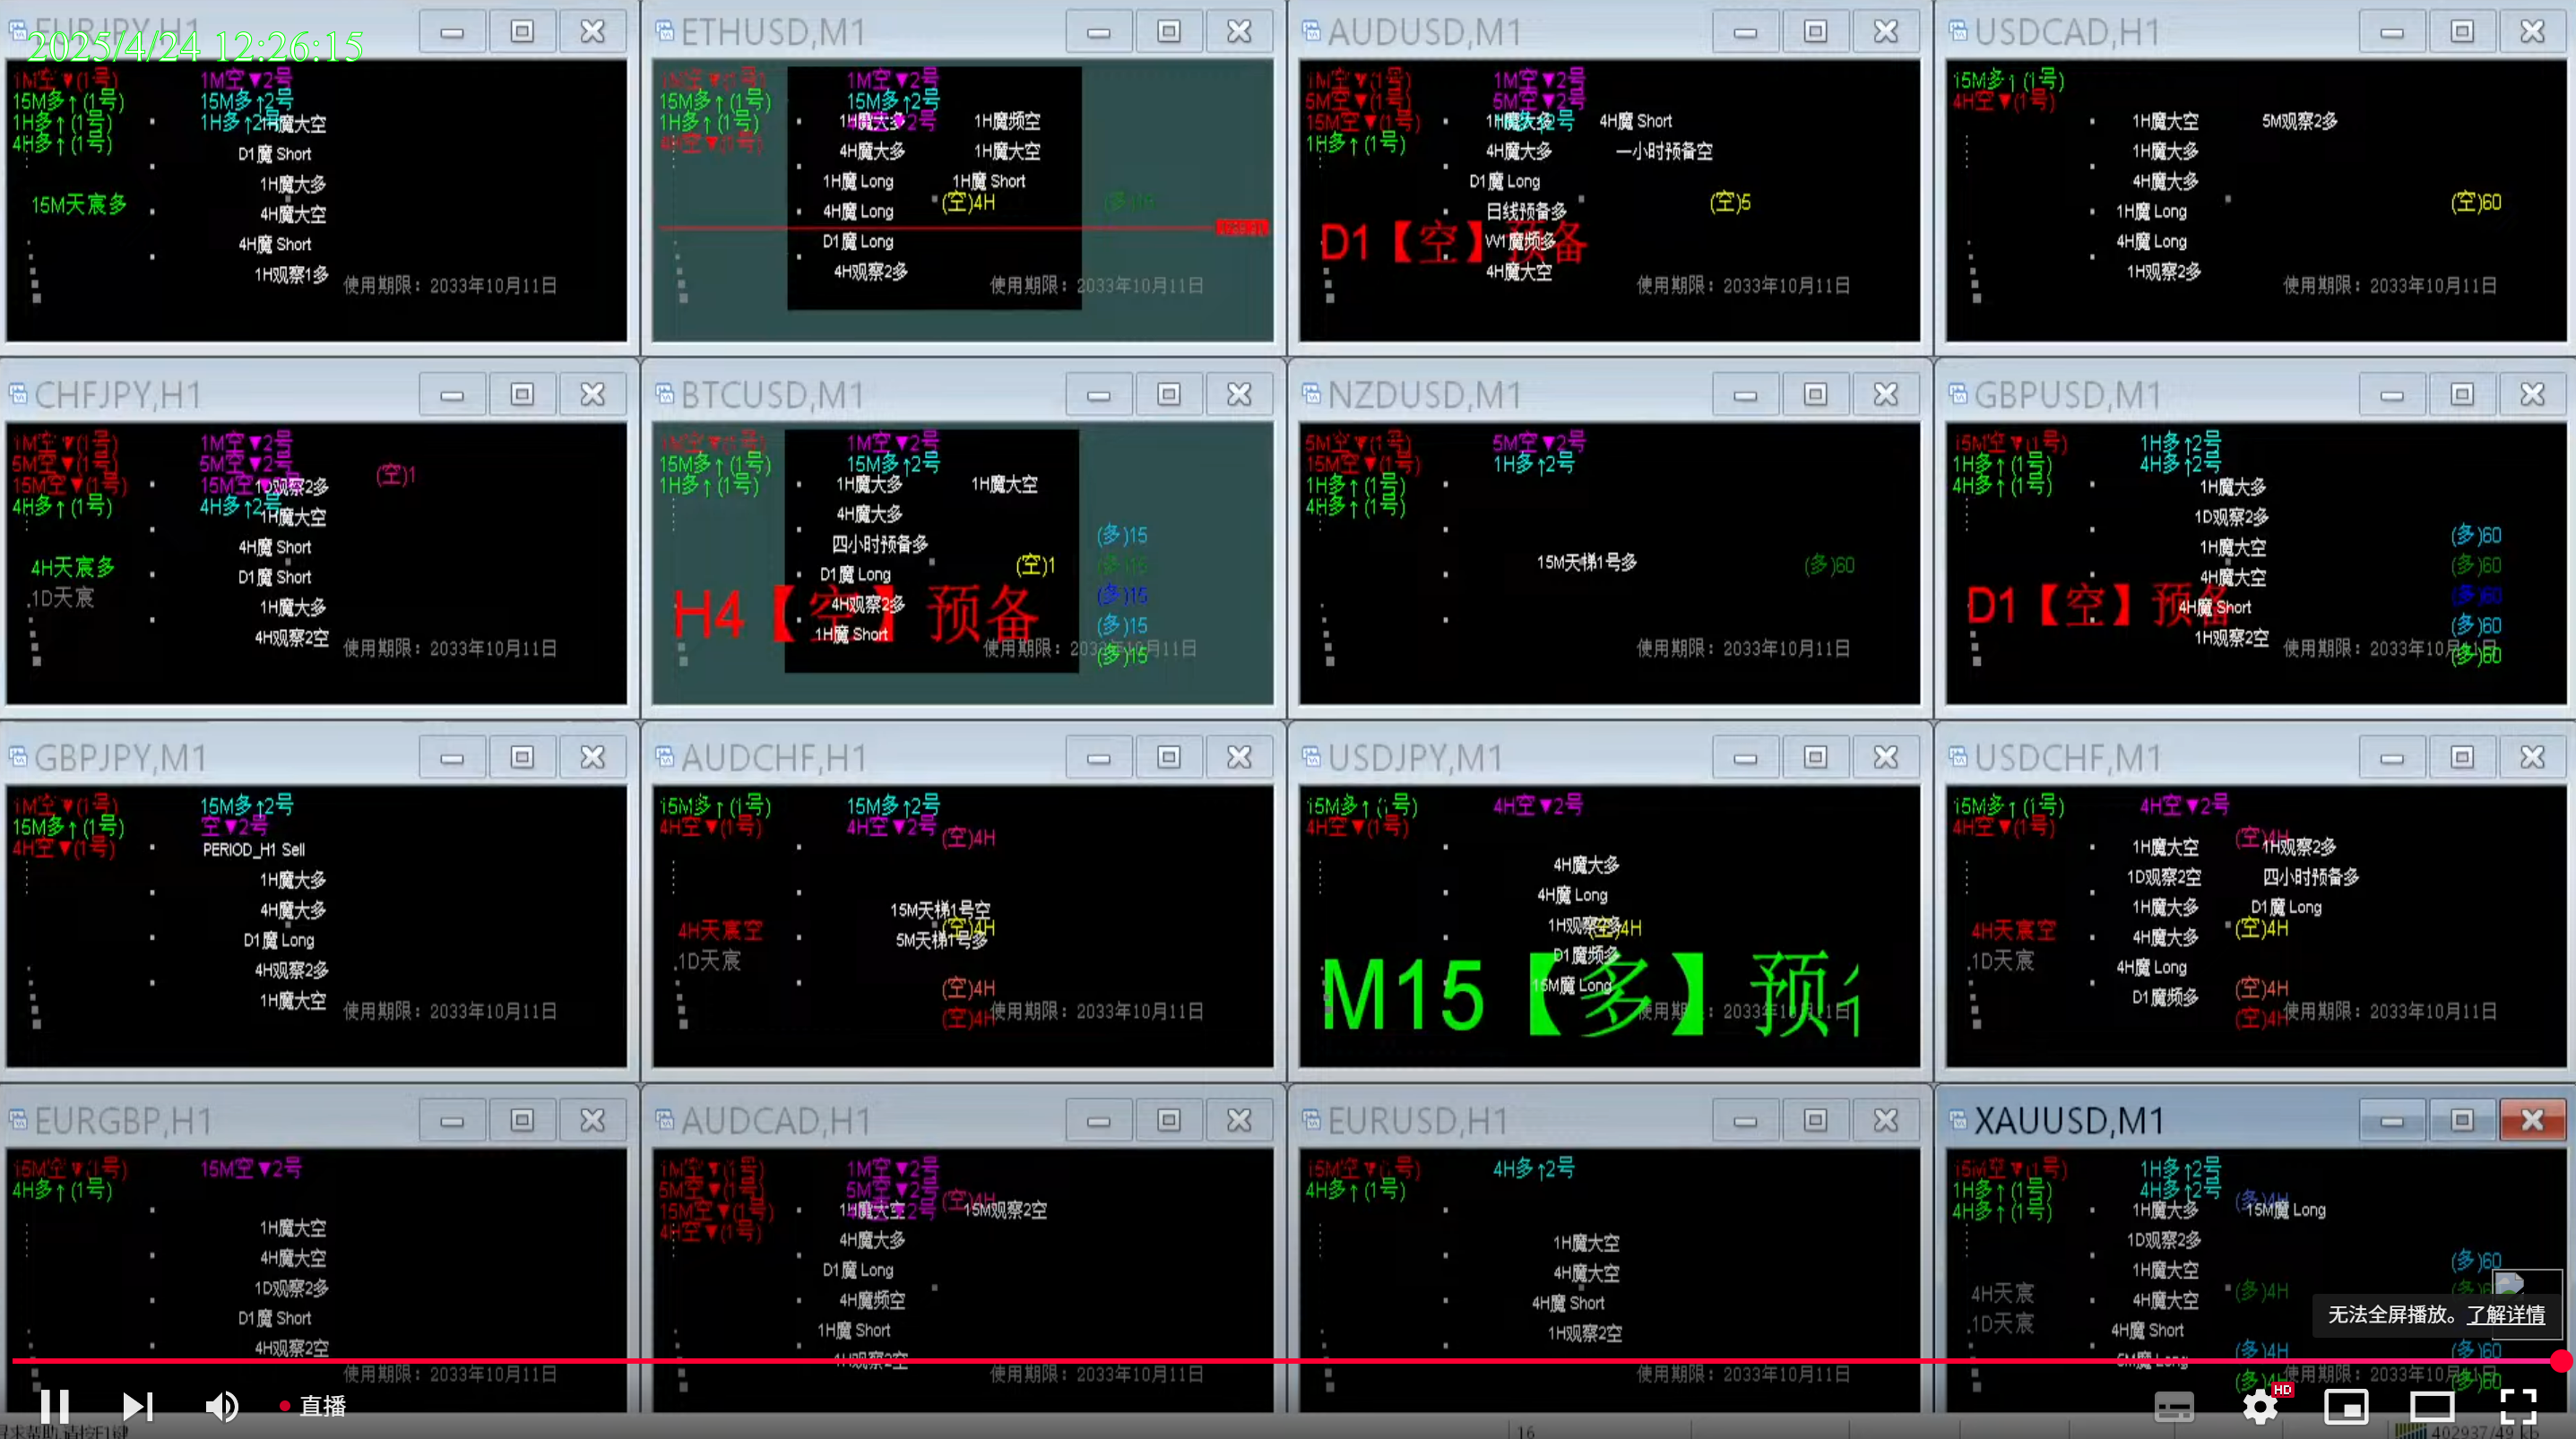 EURJPY,H1
2025/4/24 12:26:15
1M空▼(1号)
15M多↑(1号)
1H多↑(1号)
4H多↑(1号)
15M天宸多
1M空▼2号
15M多↑2号
1H多↑2号
1H魔大空
D1魔 Short
1H魔大多
4H魔大空
4H魔 Short
1H观察1多
使用期限：2033年10月11日
ETHUSD,M1
1M空▼(1号)
15M多↑(1号)
1H多↑(1号)
4H空▼(1号)
1M空▼2号
15M多↑2号
1H魔大多
4H魔大多
1H魔 Long
4H魔 Long
D1魔 Long
4H观察2多
1H魔频空
1H魔大空
1H魔 Short
(空)4H
使用期限：2033年10月11日
AUDUSD,M1
1M空▼(1号)
5M空▼(1号)
15M空▼(1号)
1H多↑(1号)
1M空▼2号
5M空▼2号
1H魔大多
4H魔大多
D1魔 Long
日线预备多
W1魔频多
4H魔大空
4H魔 Short
一小时预备空
(空)5
D1【空】预备
使用期限：2033年10月11日
USDCAD,H1
15M多↑(1号)
4H空▼(1号)
1H魔大空
1H魔大多
4H魔大多
1H魔 Long
4H魔 Long
1H观察2多
5M观察2多
(空)60
使用期限：2033年10月11日
CHFJPY,H1
1M空▼(1号)
5M空▼(1号)
15M空▼(1号)
4H多↑(1号)
4H天宸多
1D天宸
1M空▼2号
5M空▼2号
15M空▼2号
4H多↑2号
1D观察2多
1H魔大空
4H魔 Short
D1魔 Short
1H魔大多
4H观察2空
(空)1
使用期限：2033年10月11日
BTCUSD,M1
1M空▼(1号)
15M多↑(1号)
1H多↑(1号)
1M空▼2号
15M多↑2号
1H魔大多
4H魔大多
四小时预备多
D1魔 Long
4H观察2多
1H魔 Short
1H魔大空
(空)1
(多)15
(多)15
(多)15
(多)15
(多)15
H4【空】预备
使用期限：2033年10月11日
NZDUSD,M1
5M空▼(1号)
15M空▼(1号)
1H多↑(1号)
4H多↑(1号)
5M空▼2号
1H多↑2号
15M天梯1号多
(多)60
使用期限：2033年10月11日
GBPUSD,M1
15M空▼(1号)
1H多↑(1号)
4H多↑(1号)
1H多↑2号
4H多↑2号
1H魔大多
1D观察2多
1H魔大空
4H魔大空
4H魔 Short
1H观察2空
(多)60
(多)60
(多)60
(多)60
(多)60
D1【空】预备
使用期限：2033年10月11日
GBPJPY,M1
1M空▼(1号)
15M多↑(1号)
4H空▼(1号)
15M多↑2号
空▼2号
PERIOD_H1 Sell
1H魔大多
4H魔大多
D1魔 Long
4H观察2多
1H魔大空
使用期限：2033年10月11日
AUDCHF,H1
15M多↑(1号)
4H空▼(1号)
4H天宸空
1D天宸
15M多↑2号
4H空▼2号
(空)4H
15M天梯1号空
(空)4H
5M天梯1号多
(空)4H
(空)4H
使用期限：2033年10月11日
USDJPY,M1
15M多↑(1号)
4H空▼(1号)
4H空▼2号
4H魔大多
4H魔 Long
1H观察2多
(空)4H
D1魔频多
15M魔 Long
M15【多】预
使用期限：2033年10月11日
USDCHF,M1
15M多↑(1号)
4H空▼(1号)
4H天宸空
1D天宸
4H空▼2号
1H魔大空
1D观察2空
1H魔大多
4H魔大多
4H魔 Long
D1魔频多
(空)4H
1H观察2多
四小时预备多
D1魔 Long
(空)4H
(空)4H
(空)4H
使用期限：2033年10月11日
EURGBP,H1
15M空▼(1号)
4H多↑(1号)
15M空▼2号
1H魔大空
4H魔大空
1D观察2多
D1魔 Short
4H观察2空
使用期限：2033年10月11日
AUDCAD,H1
1M空▼(1号)
5M空▼(1号)
15M空▼(1号)
4H空▼(1号)
1M空▼2号
5M空▼2号
1H魔大空
4H魔大多
D1魔 Long
4H魔频空
1H魔 Short
1H观察2空
(空)4H
15M观察2空
使用期限：2033年10月11日
EURUSD,H1
15M空▼(1号)
4H多↑(1号)
4H多↑2号
1H魔大空
4H魔大空
4H魔 Short
1H观察2空
使用期限：2033年10月11日
XAUUSD,M1
15M空▼(1号)
1H多↑(1号)
4H多↑(1号)
4H天宸
1D天宸
1H多↑2号
4H多↑2号
1H魔大多
1D观察2多
1H魔大空
4H魔大空
4H魔 Short
5M魔 Long
(多)4H
15M魔 Long
(多)60
(多)4H
(多)4H
(多)60
(多)60
使用期限：2033年10月11日
无法全屏播放。了解详情
直播
HD
16
402937/49 kb